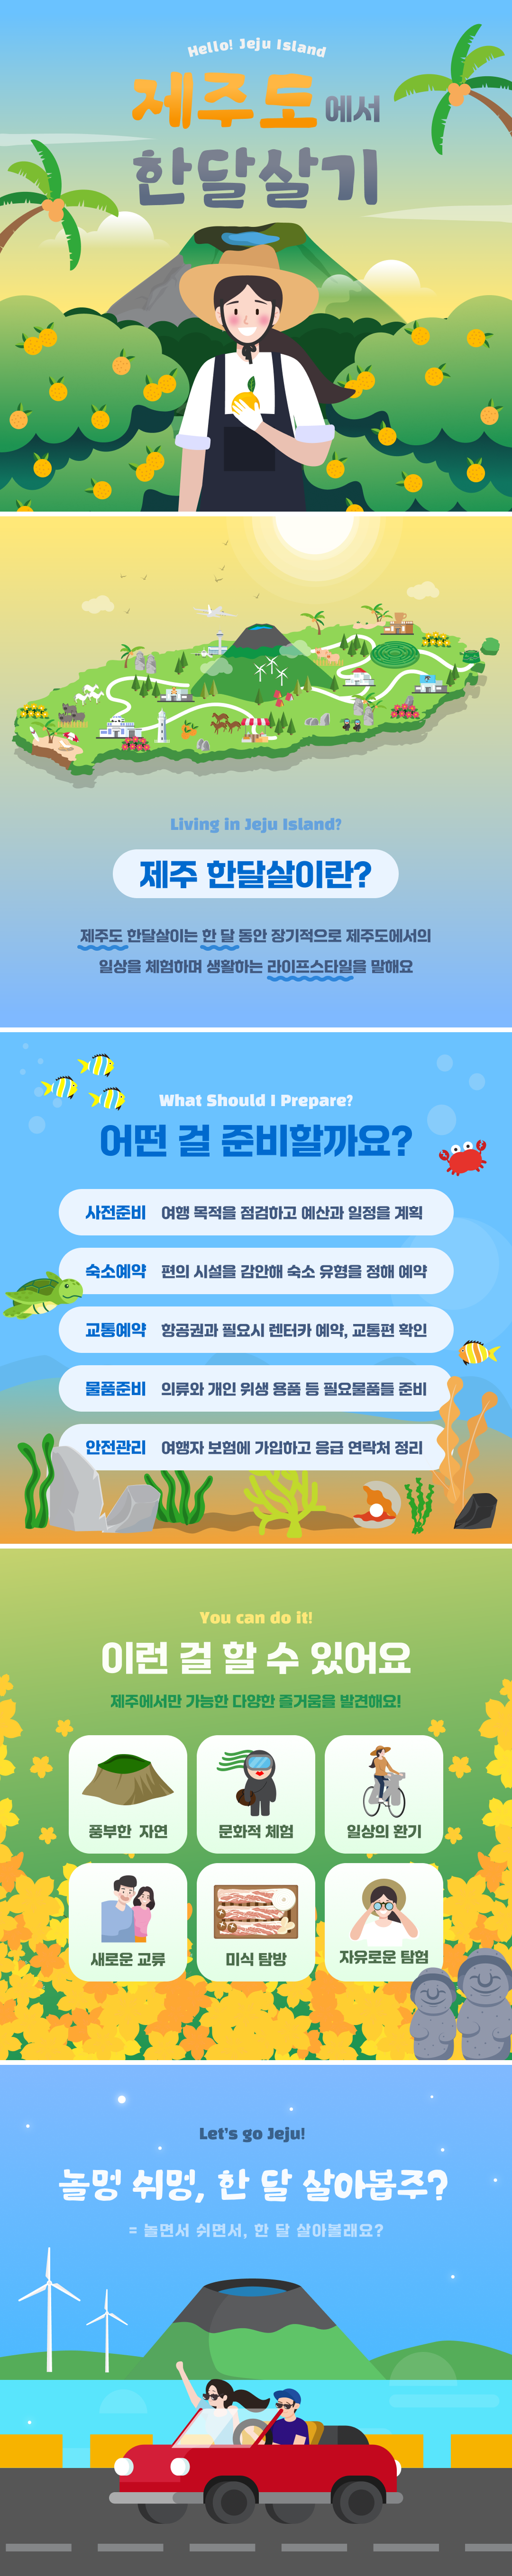 Hello! Jeju Island
제주도에서
한달살기
Living in Jeju Island?
제주 한달살이란?
제주도 한달살이는 한 달 동안 장기적으로 제주도에서의
일상을 체험하며 생활하는 라이프스타일을 말해요
What Should I Prepare?
어떤 걸 준비할까요?
사전준비 여행 목적을 점검하고 예산과 일정을 계획
숙소예약 편의 시설을 감안해 숙소 유형을 정해 예약
교통예약 항공권과 필요시 렌터카 예약, 교통편 확인
물품준비 의류와 개인 위생 용품 등 필요물품들 준비
안전관리 여행자 보험에 가입하고 응급 연락처 정리
You can do it!
이런 걸 할 수 있어요
제주에서만 가능한 다양한 즐거움을 발견해요!
풍부한 자연
문화적 체험
일상의 환기
새로운 교류
미식 탐방
자유로운 탐험
Let's go Jeju!
놀멍 쉬멍, 한 달 살아봅주?
= 놀면서 쉬면서, 한 달 살아볼래요?